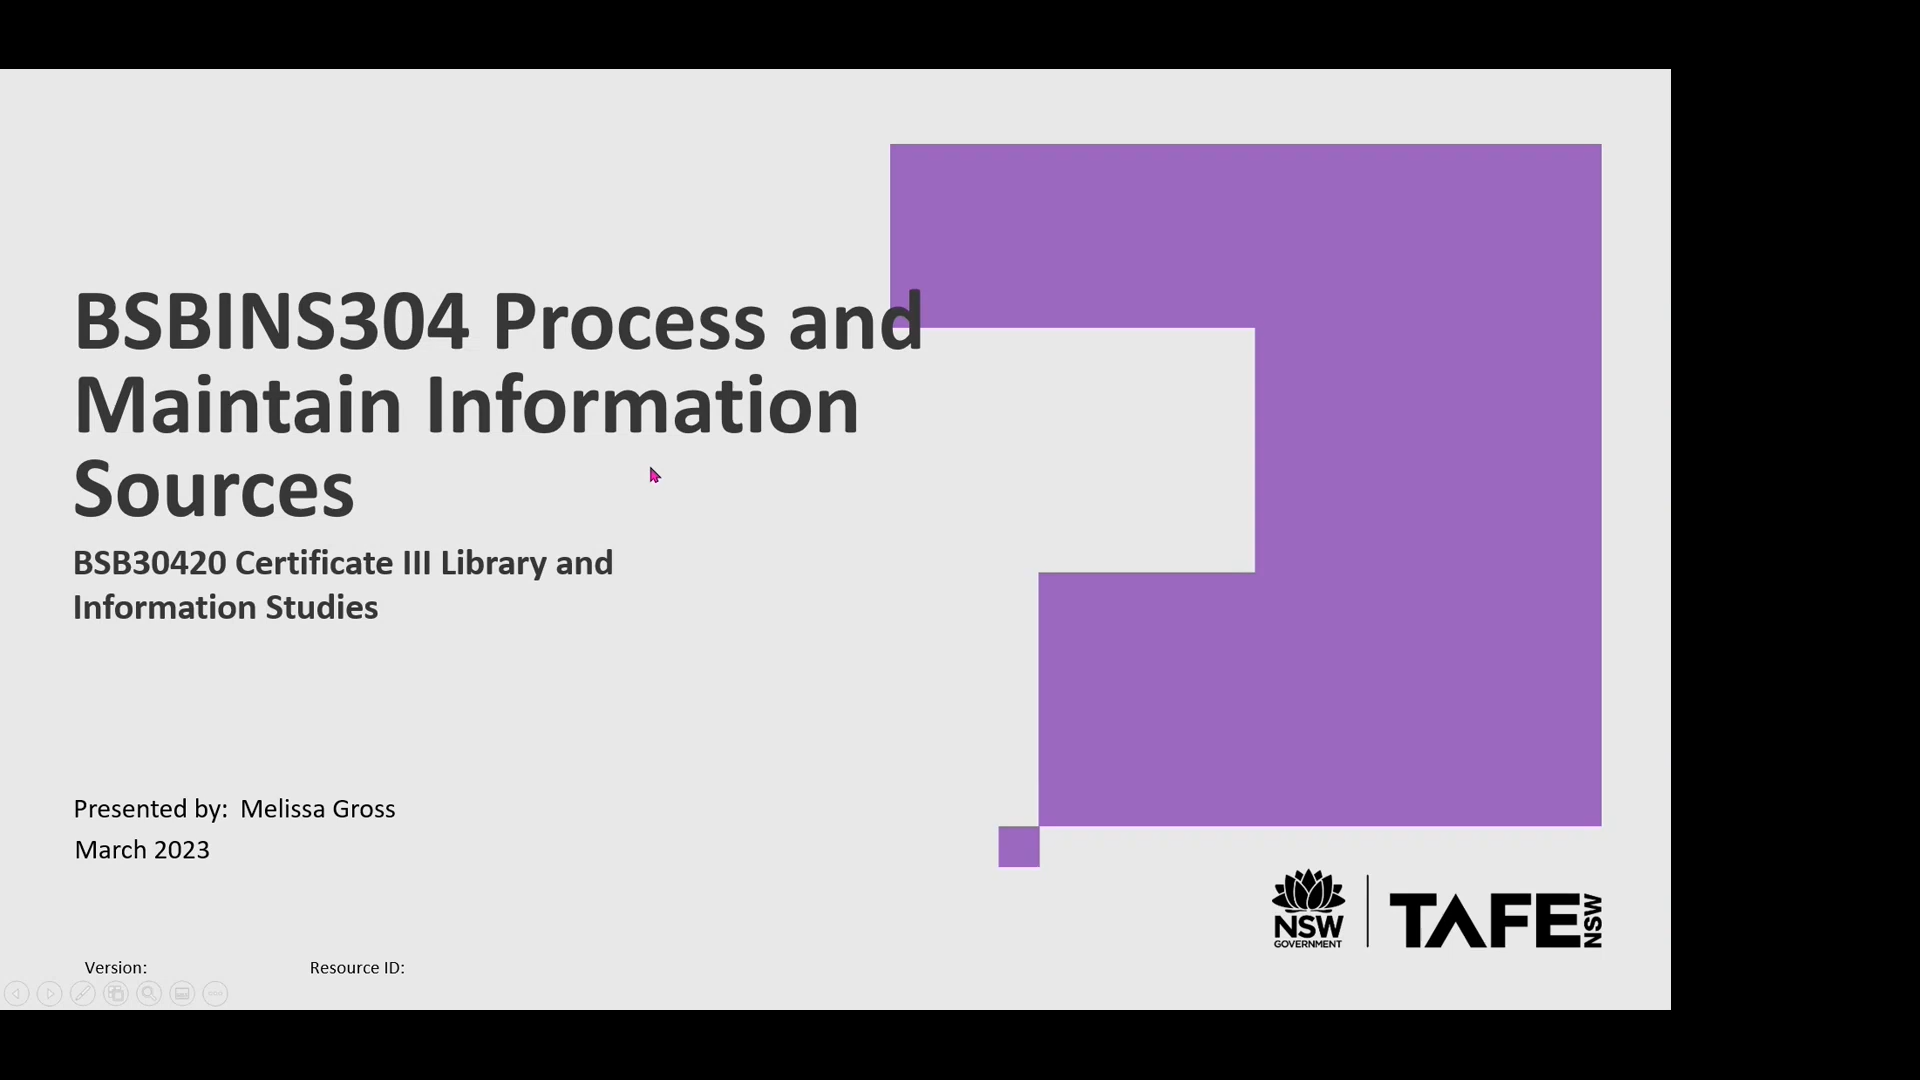 BSBINS304 Process and
Maintain Information
Sources
BSB30420 Certificate III Library and
Information Studies
Presented by: Melissa Gross
March 2023
NSW
GOVERNMENT
TAFE NSW
Version:
Resource ID: